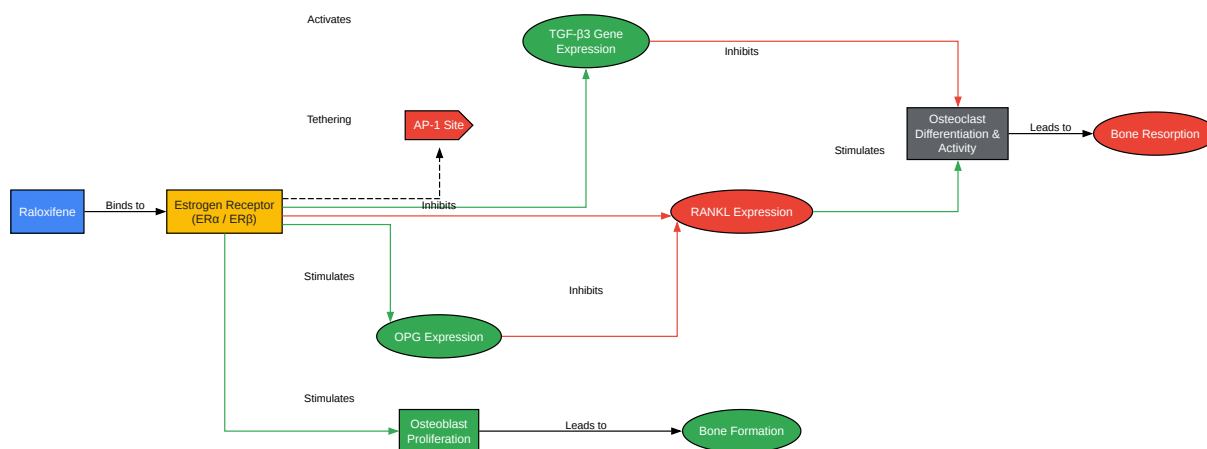 Activates
TGF-β3 Gene
Expression
Inhibits
Tethering
AP-1 Site
Osteoclast
Differentiation &
Activity
Leads to
Bone Resorption
Stimulates
Raloxifene
Binds to
Estrogen Receptor
(ERα / ERβ)
Inhibits
RANKL Expression
Stimulates
Inhibits
OPG Expression
Stimulates
Osteoblast
Proliferation
Leads to
Bone Formation